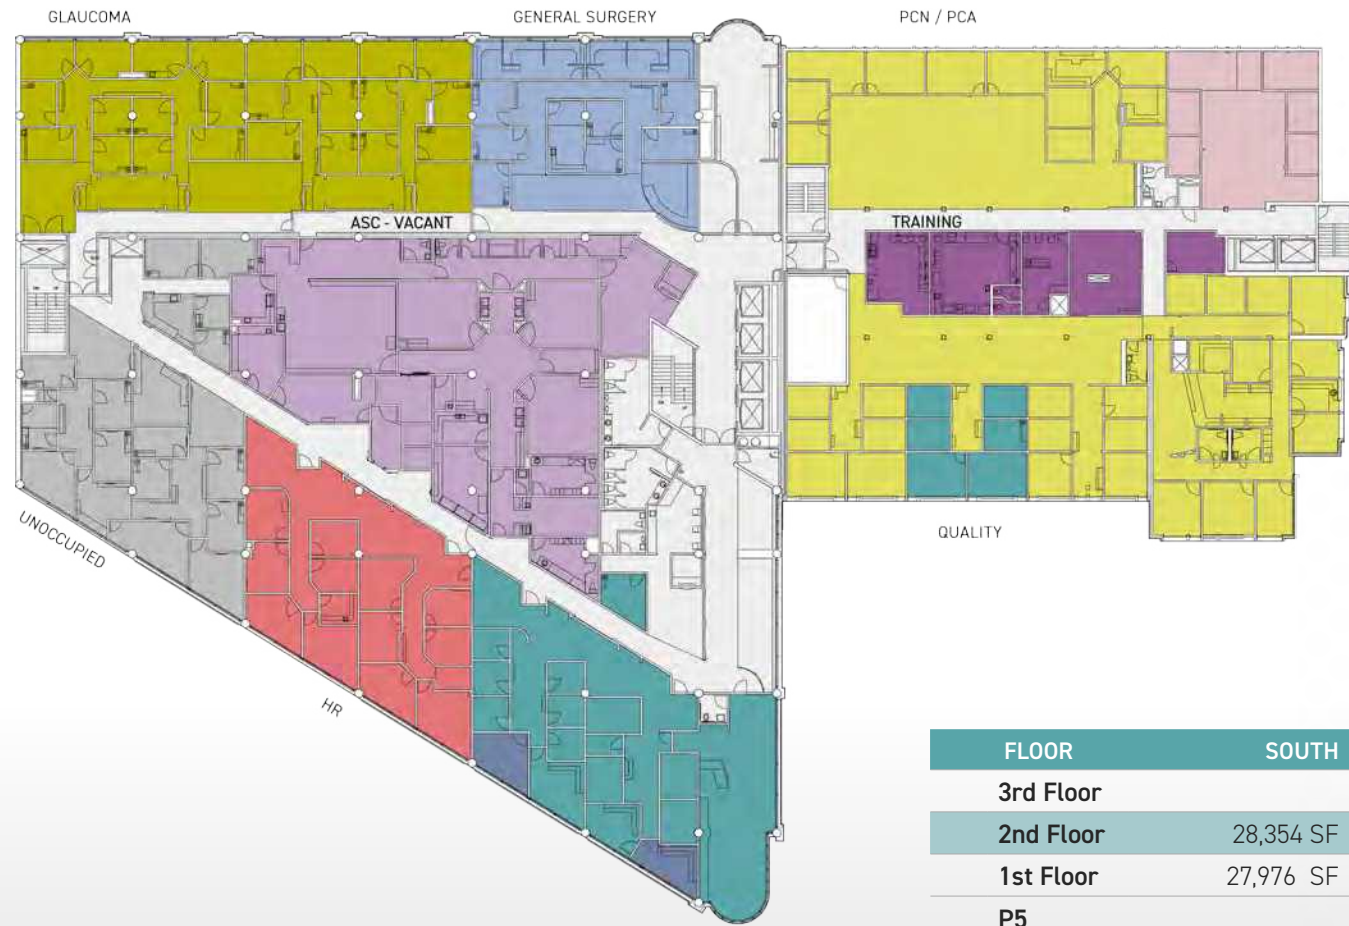 GLAUCOMA
GENERAL SURGERY
PCN / PCA
ASC - VACANT
TRAINING
UNOCCUPIED
QUALITY
HR
FLOOR SOUTH
3rd Floor
2nd Floor 28,354 SF
1st Floor 27,976 SF
P5